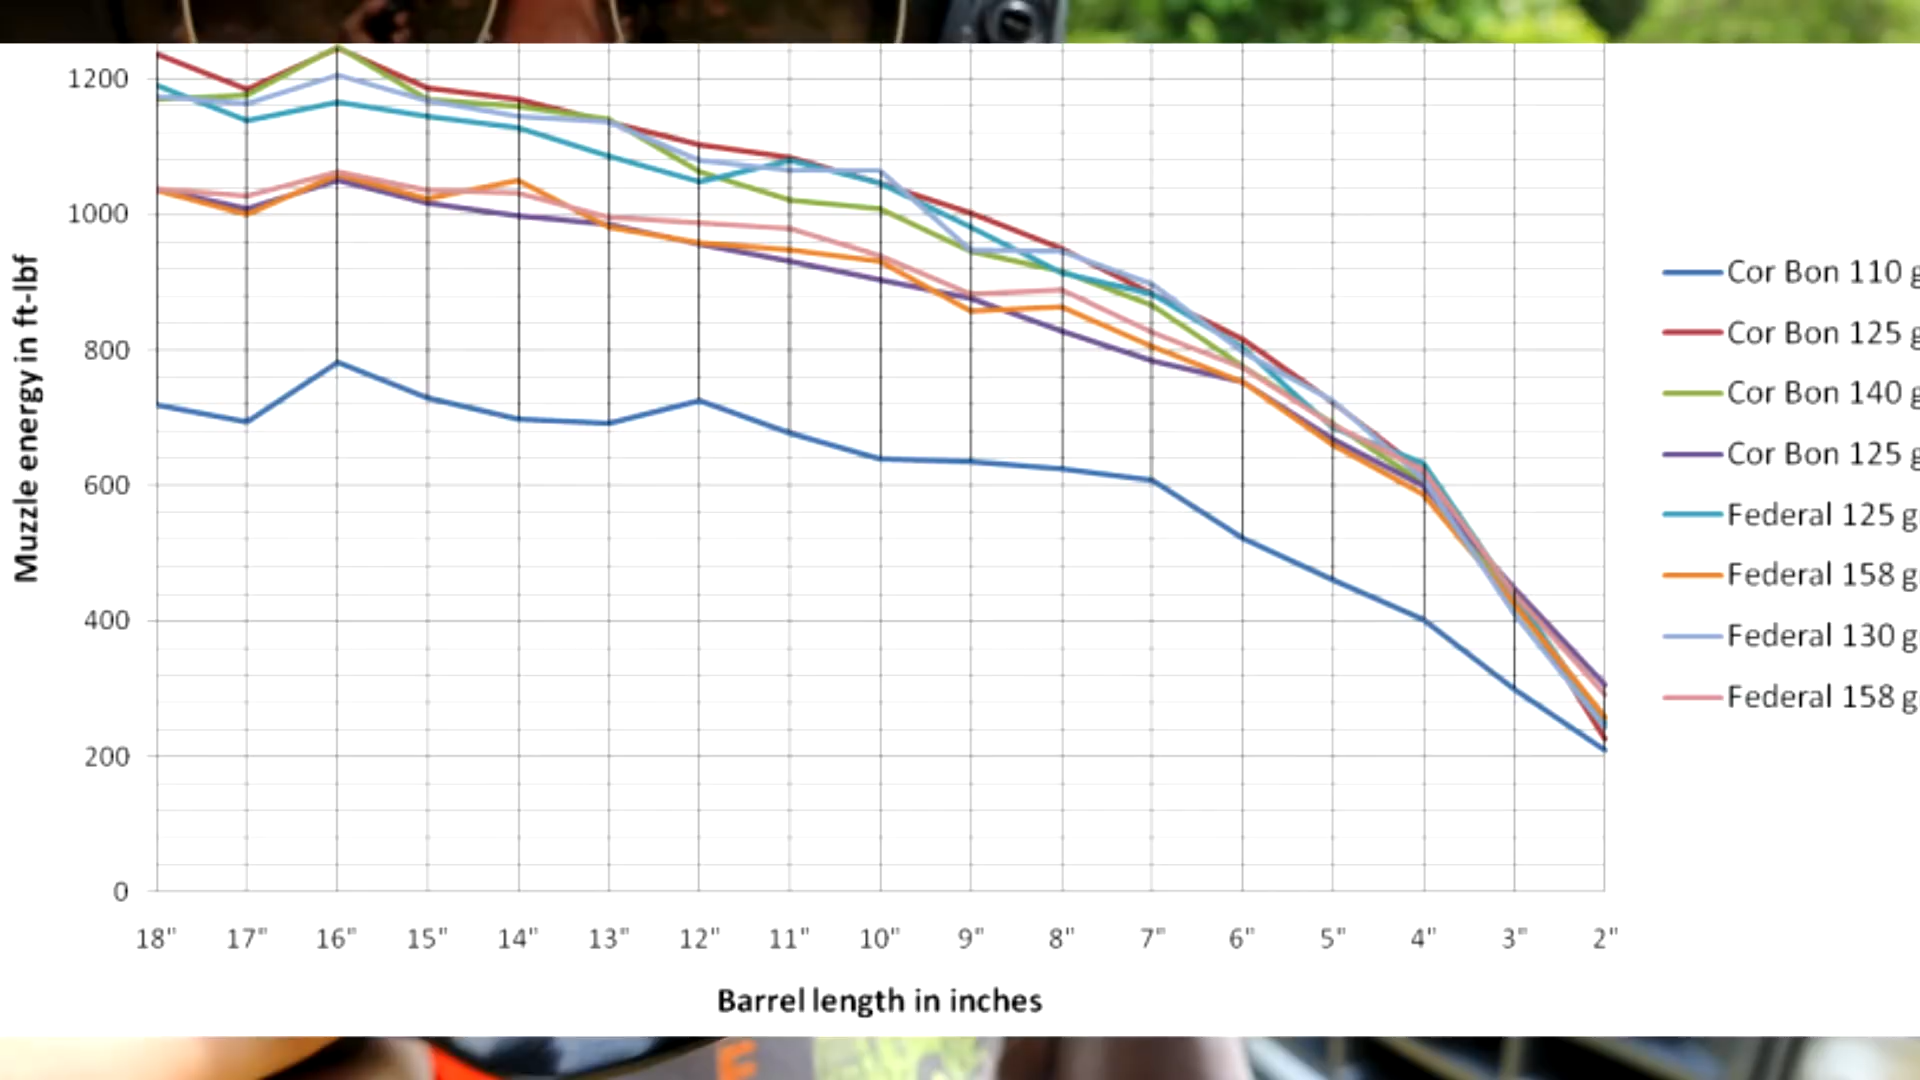 1200
1000
800
600
400
200
0
Muzzle energy in ft-lbf
18" 17" 16" 15" 14" 13" 12" 11" 10" 9" 8" 7" 6" 5" 4" 3" 2"
Barrel length in inches
Cor Bon 110 g
Cor Bon 125 g
Cor Bon 140 g
Cor Bon 125 g
Federal 125 g
Federal 158 g
Federal 130 g
Federal 158 g